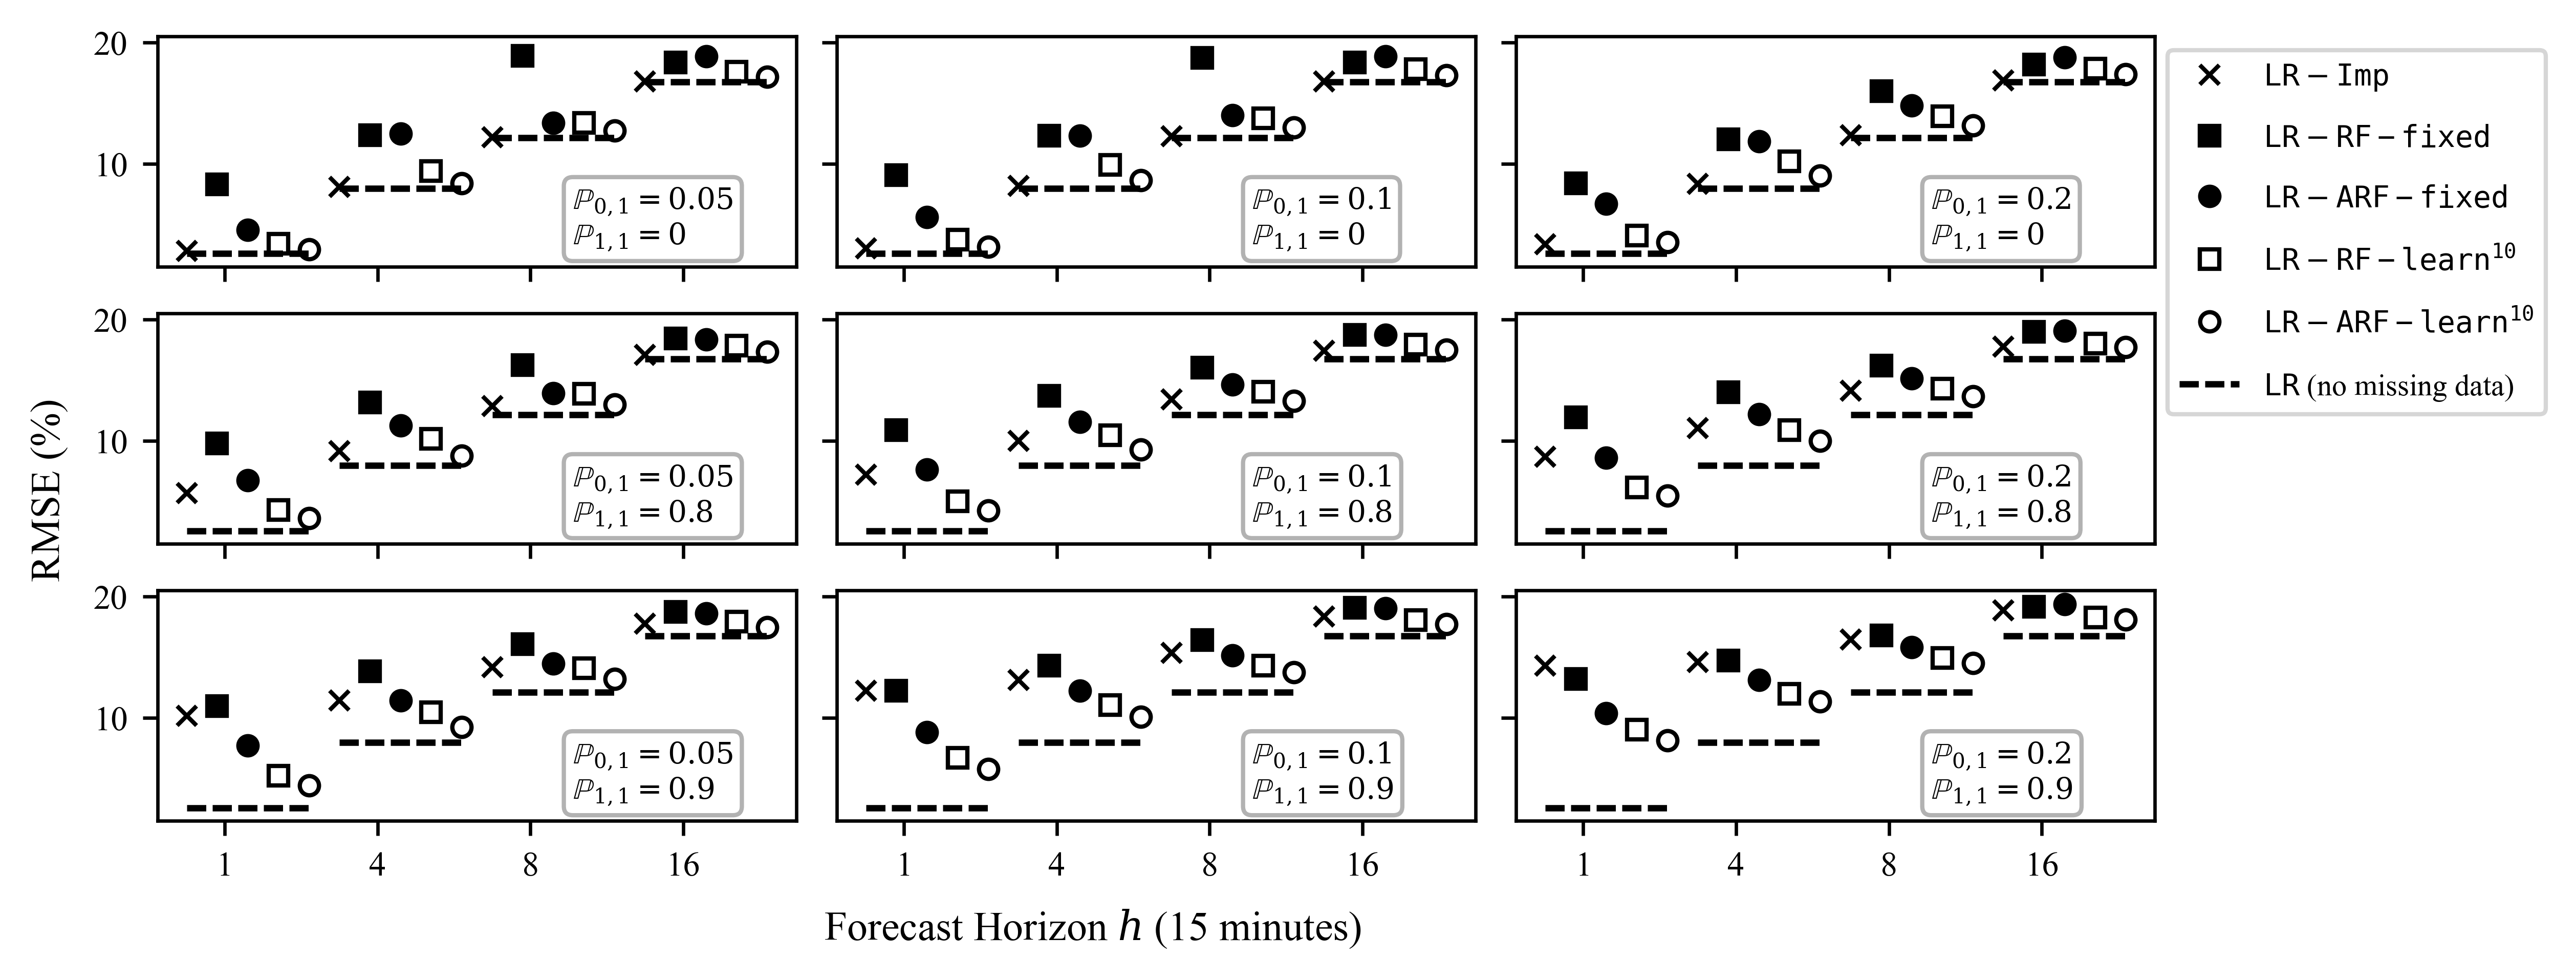 20
10
ℙ0,1 = 0.05
ℙ1,1 = 0
ℙ0,1 = 0.1
ℙ1,1 = 0
ℙ0,1 = 0.2
ℙ1,1 = 0
LR − Imp
LR − RF − fixed
LR − ARF − fixed
LR − RF − learn¹⁰
LR − ARF − learn¹⁰
LR (no missing data)
20
10
ℙ0,1 = 0.05
ℙ1,1 = 0.8
ℙ0,1 = 0.1
ℙ1,1 = 0.8
ℙ0,1 = 0.2
ℙ1,1 = 0.8
RMSE (%)
20
10
ℙ0,1 = 0.05
ℙ1,1 = 0.9
ℙ0,1 = 0.1
ℙ1,1 = 0.9
ℙ0,1 = 0.2
ℙ1,1 = 0.9
1 4 8 16
1 4 8 16
1 4 8 16
Forecast Horizon h (15 minutes)